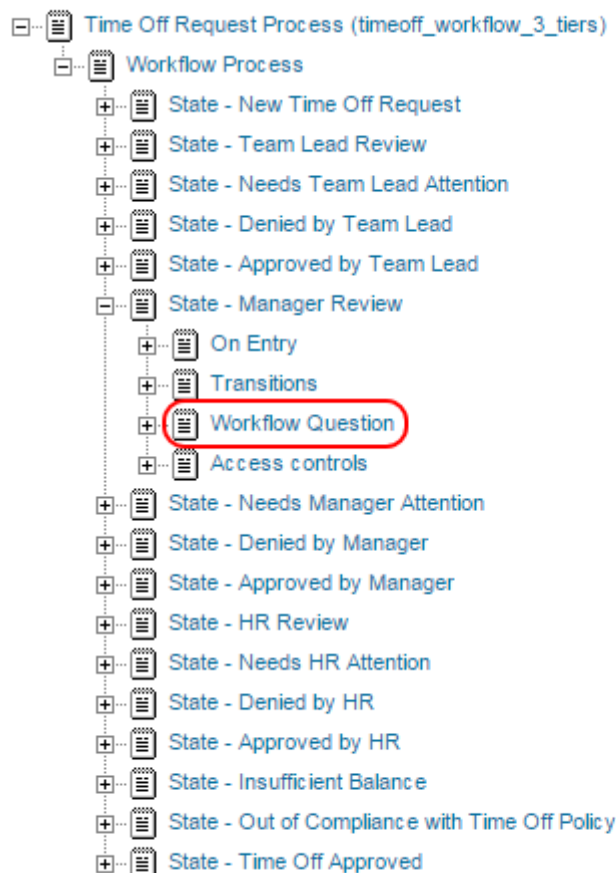 Time Off Request Process (timeoff_workflow_3_tiers)
Workflow Process
State - New Time Off Request
State - Team Lead Review
State - Needs Team Lead Attention
State - Denied by Team Lead
State - Approved by Team Lead
State - Manager Review
On Entry
Transitions
Workflow Question
Access controls
State - Needs Manager Attention
State - Denied by Manager
State - Approved by Manager
State - HR Review
State - Needs HR Attention
State - Denied by HR
State - Approved by HR
State - Insufficient Balance
State - Out of Compliance with Time Off Policy
State - Time Off Approved